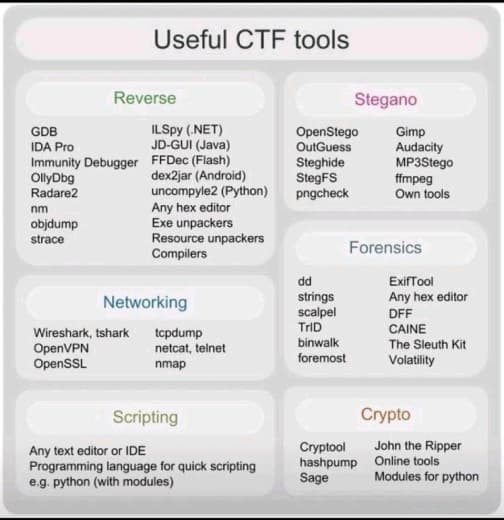 Useful CTF tools
Reverse
GDB
IDA Pro
Immunity Debugger
OllyDbg
Radare2
nm
objdump
strace
ILSpy (.NET)
JD-GUI (Java)
FFDec (Flash)
dex2jar (Android)
uncompyle2 (Python)
Any hex editor
Exe unpackers
Resource unpackers
Compilers
Stegano
OpenStego
OutGuess
Steghide
StegFS
pngcheck
Gimp
Audacity
MP3Stego
ffmpeg
Own tools
Networking
Wireshark, tshark
OpenVPN
OpenSSL
tcpdump
netcat, telnet
nmap
Forensics
dd
strings
scalpel
TrID
binwalk
foremost
ExifTool
Any hex editor
DFF
CAINE
The Sleuth Kit
Volatility
Scripting
Any text editor or IDE
Programming language for quick scripting
e.g. python (with modules)
Crypto
Cryptool
hashpump
Sage
John the Ripper
Online tools
Modules for python